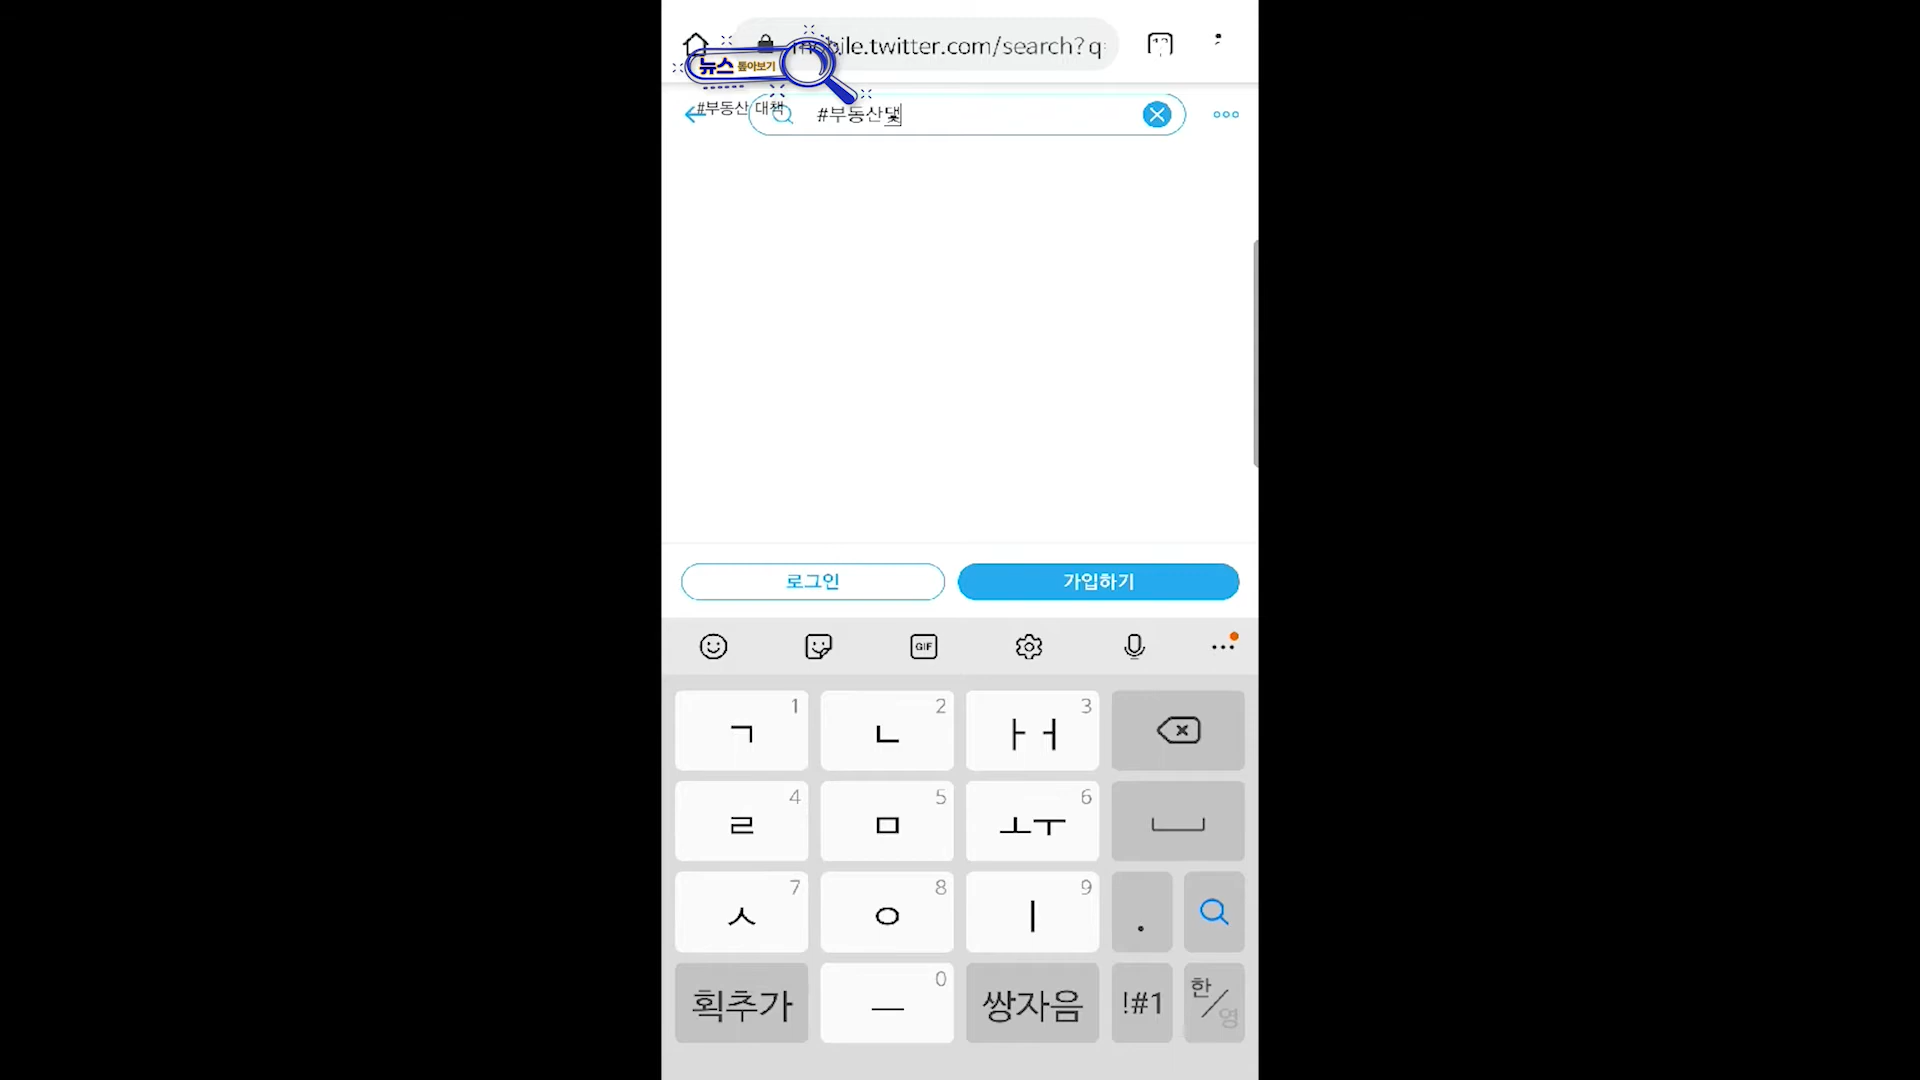 mobile.twitter.com/search?q
뉴스 톺아보기
#부동산 대책
#부동산댗
로그인
가입하기
GIF
ㄱ 1
ㄴ 2
ㅏㅓ 3
ㄹ 4
ㅁ 5
ㅗㅜ 6
ㅅ 7
ㅇ 8
ㅣ 9
.
획추가
ㅡ 0
쌍자음
!#1
한/영